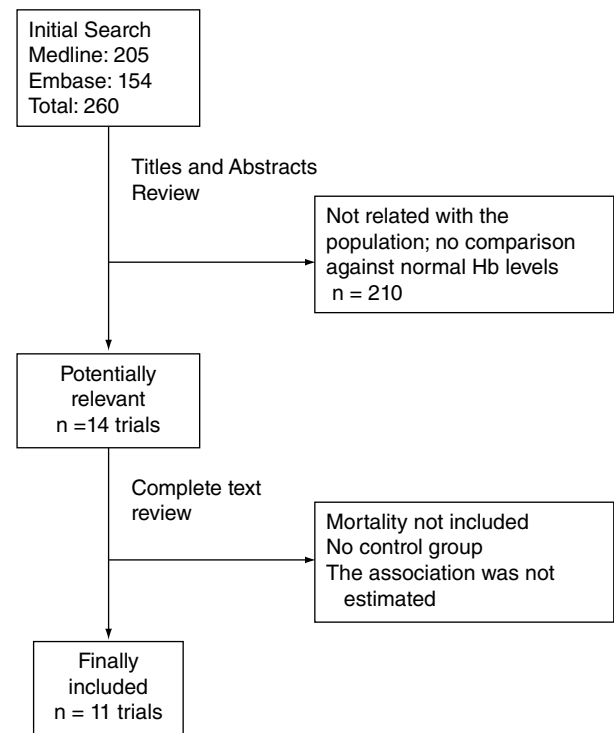 Initial Search
Medline: 205
Embase: 154
Total: 260
Titles and Abstracts
Review
Not related with the
population; no comparison
against normal Hb levels
n = 210
Potentially
relevant
n =14 trials
Complete text
review
Mortality not included
No control group
The association was not
estimated
Finally
included
n = 11 trials